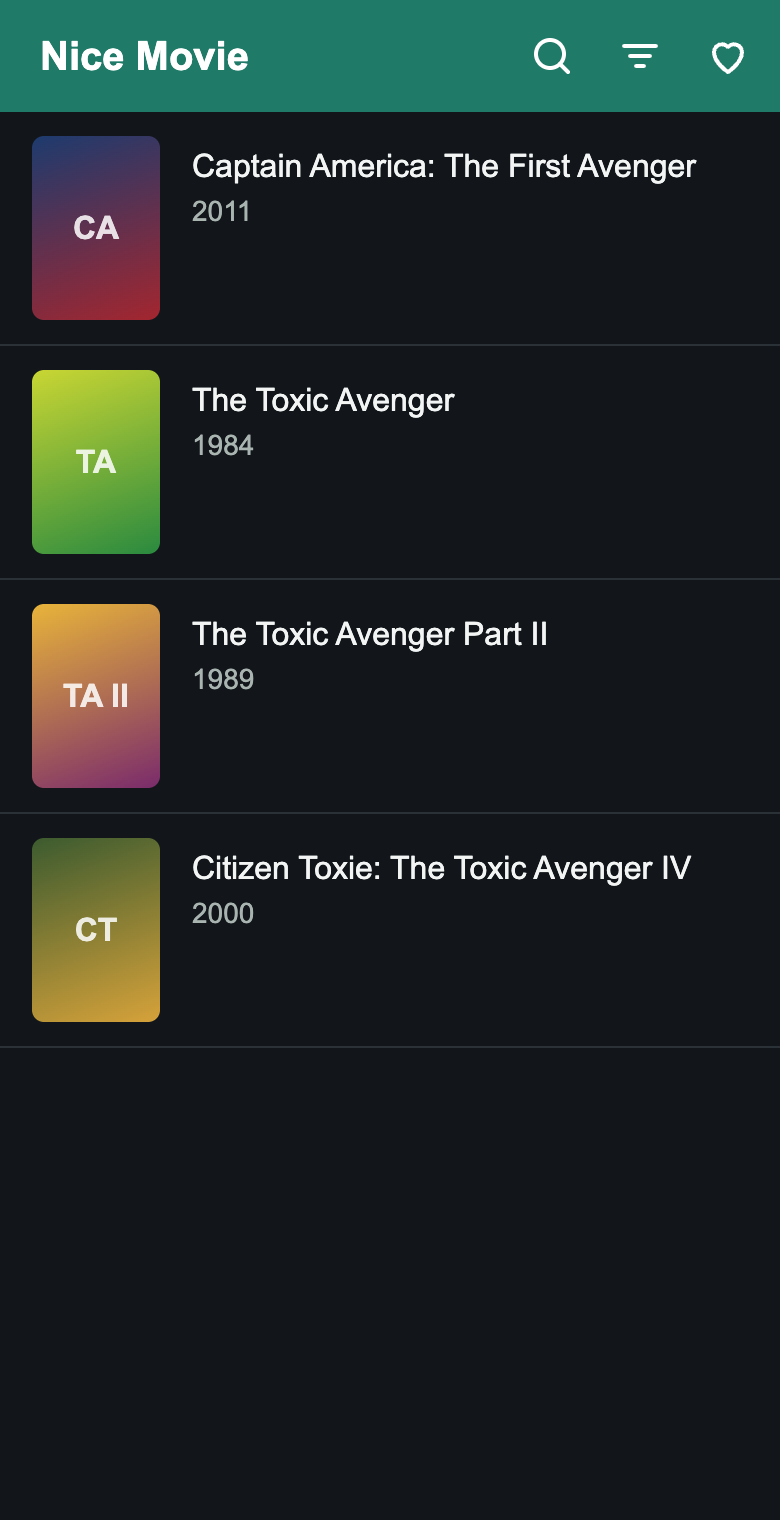 Nice Movie
CA
Captain America: The First Avenger
2011
TA
The Toxic Avenger
1984
TA II
The Toxic Avenger Part II
1989
CT
Citizen Toxie: The Toxic Avenger IV
2000